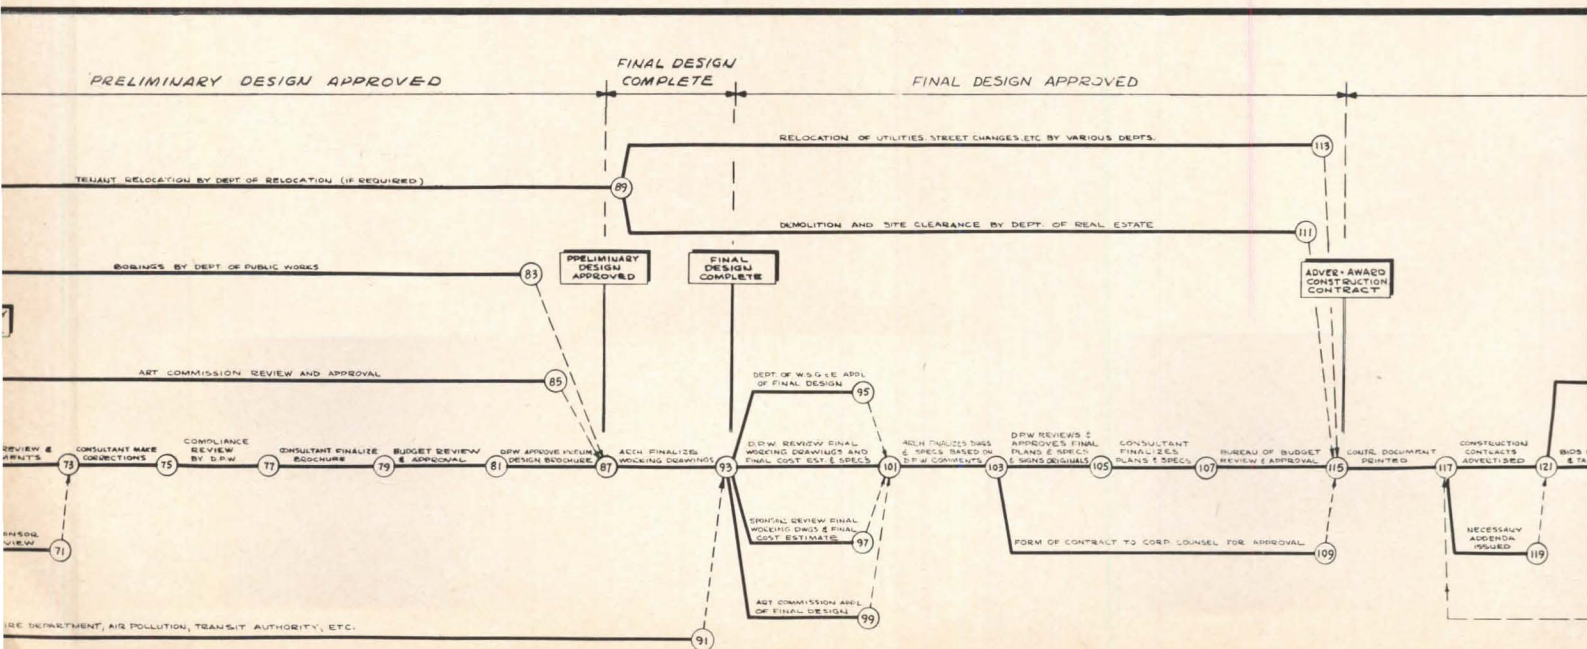 PRELIMINARY DESIGN APPROVED
FINAL DESIGN
COMPLETE
FINAL DESIGN APPROVED
RELOCATION OF UTILITIES. STREET CHANGES, ETC BY VARIOUS DEPTS.
113
TENANT RELOCATION BY DEPT. OF RELOCATION (IF REQUIRED)
89
DEMOLITION AND SITE CLEARANCE BY DEPT. OF REAL ESTATE
111
BORINGS BY DEPT OF PUBLIC WORKS
83
PRELIMINARY
DESIGN
APPROVED
FINAL
DESIGN
COMPLETE
ADVER + AWARD
CONSTRUCTION
CONTRACT
ART COMMISSION REVIEW AND APPROVAL
85
DEPT. OF W.S.G & E APPL
OF FINAL DESIGN
95
REVIEW &
73
CONSULTANT MAKE
CORRECTIONS
75
COMPLIANCE
REVIEW
BY D.P.W
77
CONSULTANT FINALIZE
BROCHURE
79
BUDGET REVIEW
& APPROVAL
81
DPW APPROVE
DESIGN BROCHURE
87
ARCH FINALIZES
WORKING DRAWINGS
93
D.P.W. REVIEW FINAL
WORKING DRAWINGS AND
FINAL COST EST. & SPECS
101
ARCH FINALIZES DWGS
& SPECS BASED ON
D.P.W COMMENTS
103
D.P.W REVIEWS &
APPROVES FINAL
PLANS & SPECS
& SIGNS ORIGINALS
105
CONSULTANT
FINALIZES
PLANS & SPECS
107
BUREAU OF BUDGET
REVIEW & APPROVAL
115
CONTR. DOCUMENT
PRINTED
117
CONSTRUCTION
CONTRACTS
ADVERTISED
121
BIDS
& TA
71
SPONSOR REVIEW FINAL
WORKING DWGS & FINAL
COST ESTIMATE
97
FORM OF CONTRACT TO CORP. COUNSEL FOR APPROVAL
109
NECESSARY
ADDENDA
ISSUED
119
ART COMMISSION APPL
OF FINAL DESIGN
99
IRE DEPARTMENT, AIR POLLUTION, TRANSIT AUTHORITY, ETC.
91